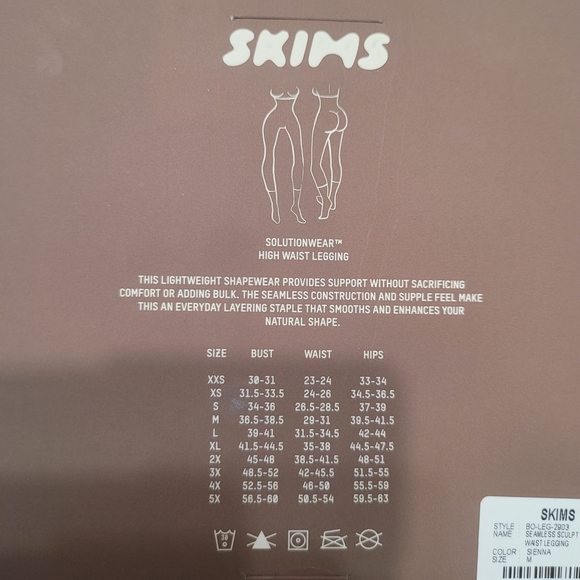 SKIMS
SOLUTIONWEAR™
HIGH WAIST LEGGING
THIS LIGHTWEIGHT SHAPEWEAR PROVIDES SUPPORT WITHOUT SACRIFICING
COMFORT OR ADDING BULK. THE SEAMLESS CONSTRUCTION AND SUPPLE FEEL MAKE
THIS AN EVERYDAY LAYERING STAPLE THAT SMOOTHS AND ENHANCES YOUR
NATURAL SHAPE.
SIZE BUST WAIST HIPS
XXS 30-31 23-24 33-34
XS 31.5-33.5 24-26 34.5-36.5
S 34-36 26.5-28.5 37-39
M 36.5-38.5 29-31 39.5-41.5
L 39-41 31.5-34.5 42-44
XL 41.5-44.5 35-38 44.5-47.5
2X 45-48 38.5-41.5 48-51
3X 48.5-52 42-45.5 51.5-55
4X 52.5-56 46-50 55.5-59
5X 56.5-60 50.5-54 59.5-63
30
SKIMS
STYLE BO-LEG-2903
NAME SEAMLESS SCULPT
WAIST LEGGING
COLOR SIENNA
SIZE M